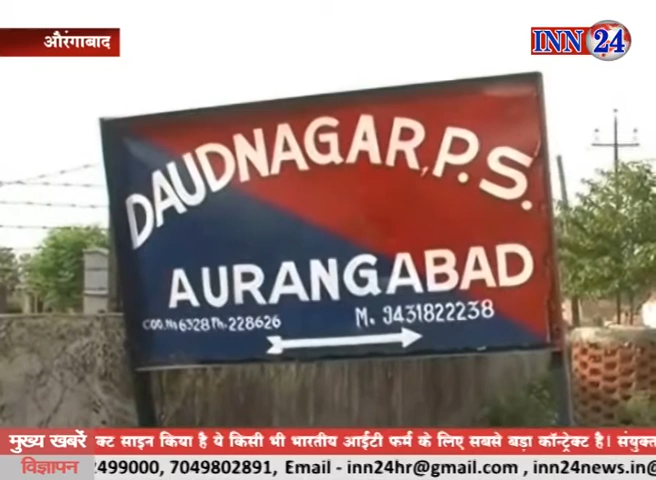 औरंगाबाद
INN 24
DAUDNAGAR, P.S.
AURANGABAD
COD.No 6328 Ph. 228626
M. 9431822238
मुख्य खबरें क्ट साइन किया है ये किसी भी भारतीय आईटी फर्म के लिए सबसे बड़ा कॉन्ट्रेक्ट है। संयुक्त
विज्ञापन 2499000, 7049802891, Email - inn24hr@gmail.com , inn24news.in@